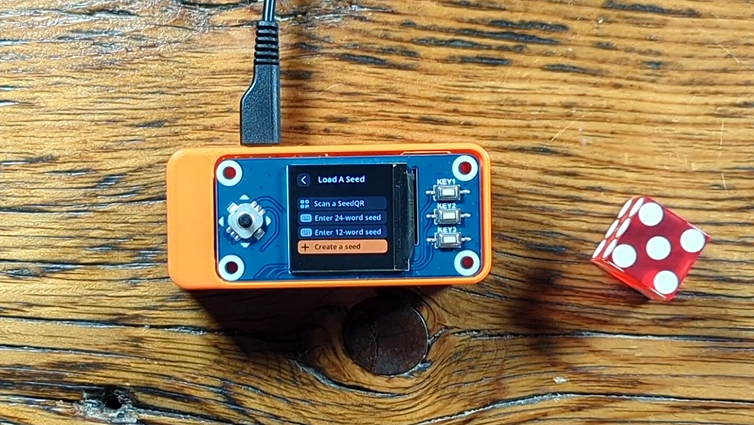 Load A Seed
Scan a SeedQR
Enter 24-word seed
Enter 12-word seed
Create a seed
KEY1
KEY2
KEY3